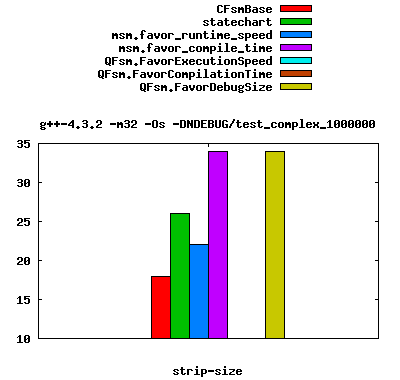 CFsmBase
statechart
msm.favor_runtime_speed
msm.favor_compile_time
QFsm.FavorExecutionSpeed
QFsm.FavorCompilationTime
QFsm.FavorDebugSize
g++-4.3.2 -m32 -Os -DNDEBUG/test_complex_1000000
35
30
25
20
15
10
strip-size